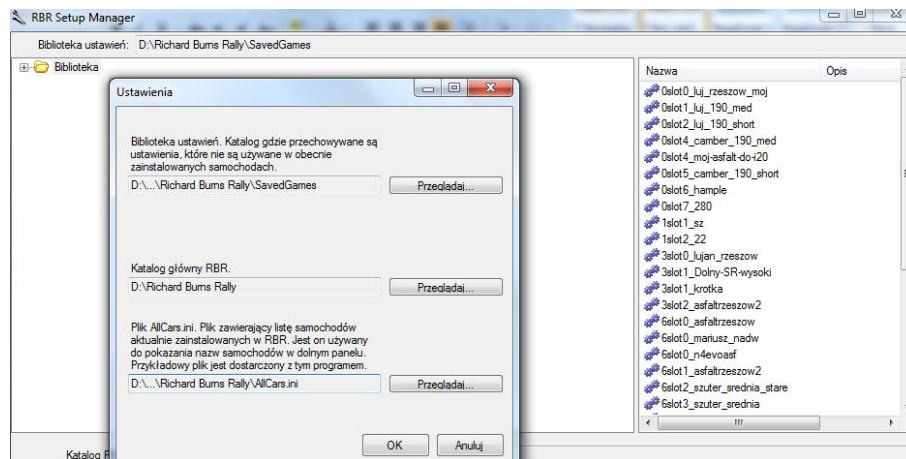 RBR Setup Manager
Biblioteka ustawień: D:\Richard Burns Rally\SavedGames
Biblioteka
Ustawienia
Biblioteka ustawień. Katalog gdzie przechowywane są
ustawienia, które nie są używane w obecnie
zainstalowanych samochodach.
D:\...\Richard Burns Rally\SavedGames
Przeglądaj...
Katalog główny RBR.
D:\Richard Burns Rally
Przeglądaj...
Plik AllCars.ini. Plik zawierający listę samochodów
aktualnie zainstalowanych w RBR. Jest on używany
do pokazania nazw samochodów w dolnym panelu.
Przykładowy plik jest dostarczony z tym programem.
D:\...\Richard Burns Rally\AllCars.ini
Przeglądaj...
OK Anuluj
Katalog
Nazwa Opis
0slot0_luj_rzeszow_moj
0slot1_luj_190_med
0slot2_luj_190_short
0slot4_camber_190_med
0slot4_moj-asfalt-do-i20
0slot5_camber_190_short
0slot6_hample
0slot7_280
1slot1_sz
1slot2_22
3slot0_lujan_rzeszow
3slot1_Dolny-SR-wysoki
3slot1_krotka
3slot2_asfaltrzeszow2
6slot0_asfaltrzeszow
6slot0_mariusz_nadw
6slot0_n4evoasf
6slot1_asfaltrzeszow2
6slot2_szuter_srednia_stare
6slot3_szuter_srednia